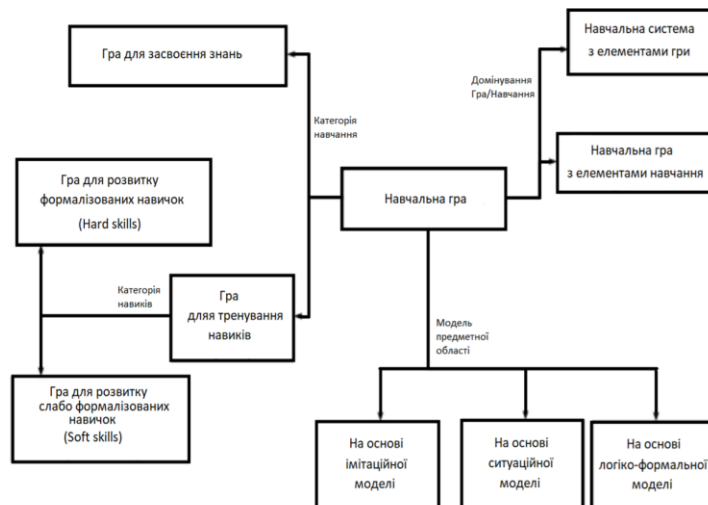 Гра для засвоєння знань
Навчальна система
з елементами гри
Домінування
Гра/Навчання
Категорія
навчання
Навчальна гра
з елементами навчання
Гра для розвитку
формалізованих навичок
(Hard skills)
Навчальна гра
Категорія
навиків
Гра
дляя тренування
навиків
Модель
предметної
області
Гра для розвитку
слабо формалізованих
навичок
(Soft skills)
На основі
імітаційної
моделі
На основі
ситуаційної
моделі
На основі
логіко-формальної
моделі